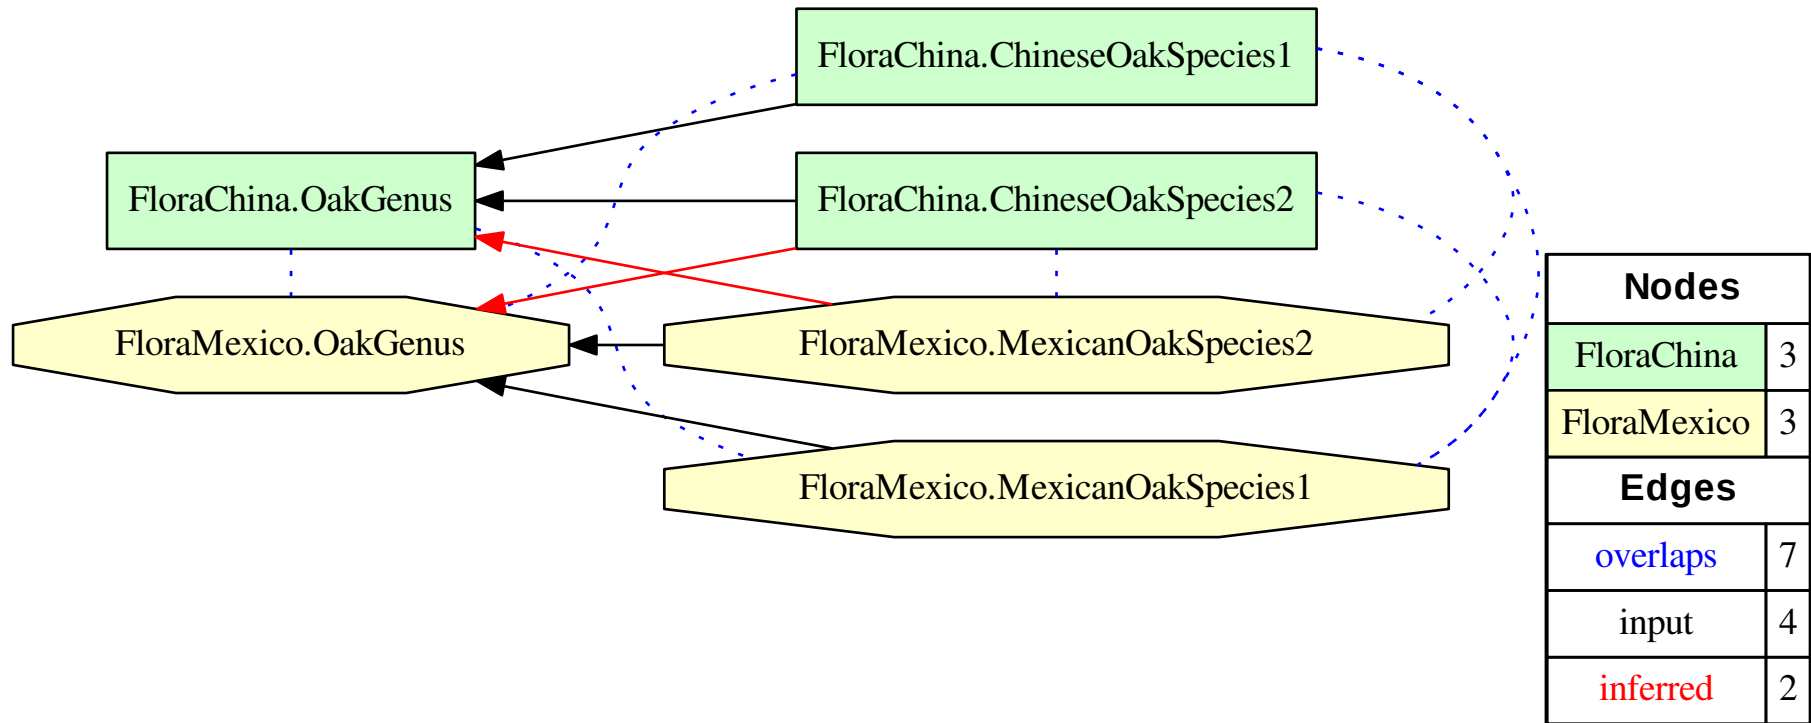 FloraChina.ChineseOakSpecies1
FloraChina.OakGenus
FloraChina.ChineseOakSpecies2
FloraMexico.OakGenus
FloraMexico.MexicanOakSpecies2
FloraMexico.MexicanOakSpecies1
Nodes
FloraChina 3
FloraMexico 3
Edges
overlaps 7
input 4
inferred 2